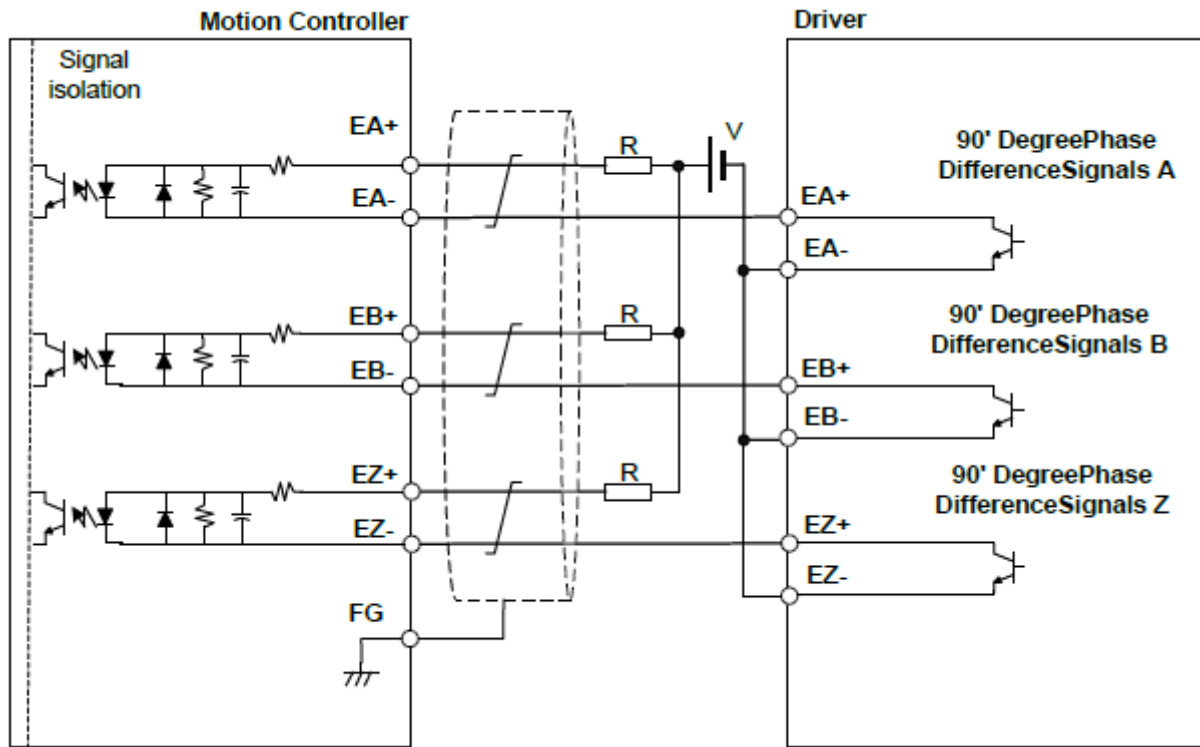 Motion Controller
Driver
Signal
isolation
EA+
EA-
R
V
EA+
EA-
90' DegreePhase
DifferenceSignals A
EB+
EB-
R
EB+
EB-
90' DegreePhase
DifferenceSignals B
EZ+
EZ-
R
EZ+
EZ-
90' DegreePhase
DifferenceSignals Z
FG